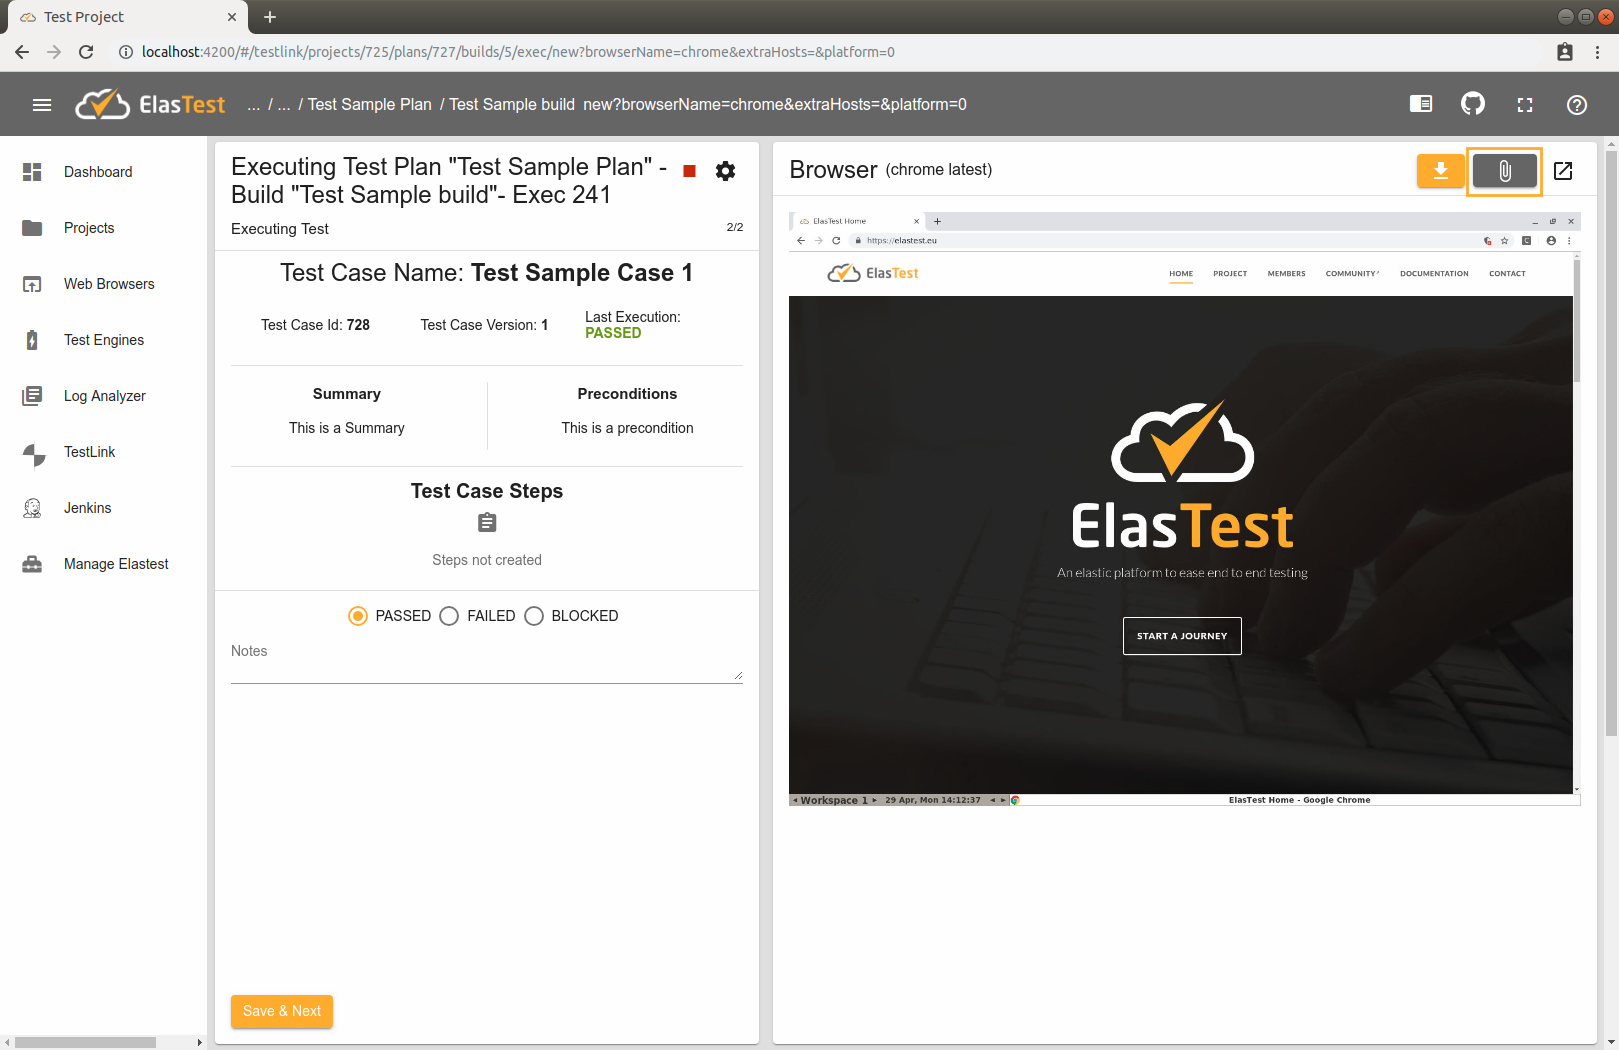 Test Project
localhost:4200/#/testlink/projects/725/plans/727/builds/5/exec/new?browserName=chrome&extraHosts=&platform=0
ElasTest
... / ... / Test Sample Plan / Test Sample build new?browserName=chrome&extraHosts=&platform=0
Dashboard
Projects
Web Browsers
Test Engines
Log Analyzer
TestLink
Jenkins
Manage Elastest
Executing Test Plan "Test Sample Plan" -
Build "Test Sample build"- Exec 241
Executing Test
2/2
Test Case Name: Test Sample Case 1
Test Case Id: 728
Test Case Version: 1
Last Execution:
PASSED
Summary
This is a Summary
Preconditions
This is a precondition
Test Case Steps
Steps not created
PASSED FAILED BLOCKED
Notes
Save & Next
Browser (chrome latest)
ElasTest Home
https://elastest.eu
ElasTest
HOME PROJECT MEMBERS COMMUNITY DOCUMENTATION CONTACT
ElasTest
An elastic platform to ease end to end testing
START A JOURNEY
Workspace 1 29 Apr, Mon 14:12:37 ElasTest Home - Google Chrome